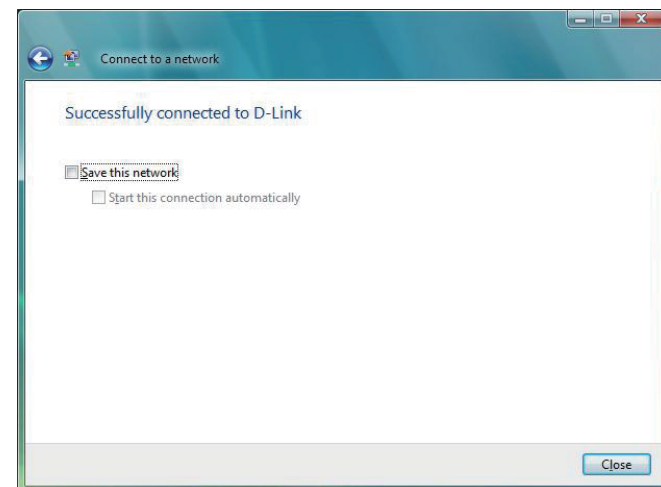 Connect to a network
Successfully connected to D-Link
Save this network
Start this connection automatically
Close